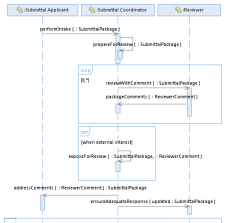 :Submittal Applicant
:Submittal Coordinator
:Reviewer
performIntake ( : SubmittalPackage)
prepareForReview ( : SubmittalPackage)
loop
[0,*]
reviewWithComment ( : SubmittalPackage)
packageComments ( : ReviewerComment)
opt
[when external interest]
exposeForReview ( : SubmittalPackage, : ReviewerComment)
addressComments ( : ReviewerComment) : SubmittalPackage
ensureAdequateResponse ( updated : SubmittalPackage)